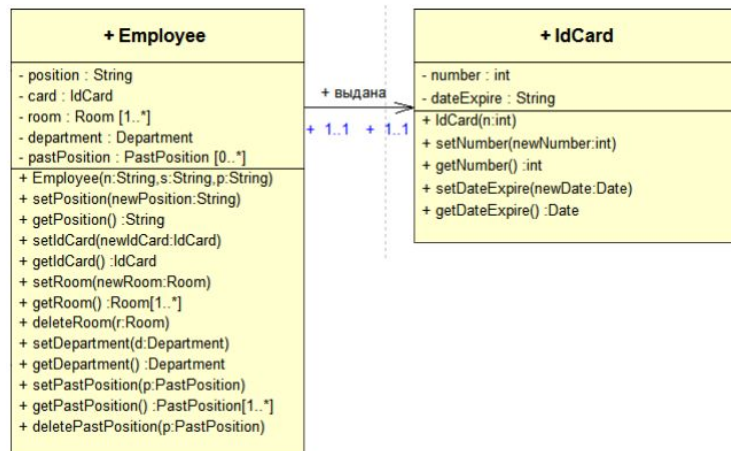 + Employee
- position : String
- card : IdCard
- room : Room [1..*]
- department : Department
- pastPosition : PastPosition [0..*]
+ Employee(n:String,s:String,p:String)
+ setPosition(newPosition:String)
+ getPosition() :String
+ setIdCard(newIdCard:IdCard)
+ getIdCard() :IdCard
+ setRoom(newRoom:Room)
+ getRoom() :Room[1..*]
+ deleteRoom(r:Room)
+ setDepartment(d:Department)
+ getDepartment() :Department
+ setPastPosition(p:PastPosition)
+ getPastPosition() :PastPosition[1..*]
+ deletePastPosition(p:PastPosition)
+ выдана
+ 1..1 + 1..1
+ IdCard
- number : int
- dateExpire : String
+ IdCard(n:int)
+ setNumber(newNumber:int)
+ getNumber() :int
+ setDateExpire(newDate:Date)
+ getDateExpire() :Date